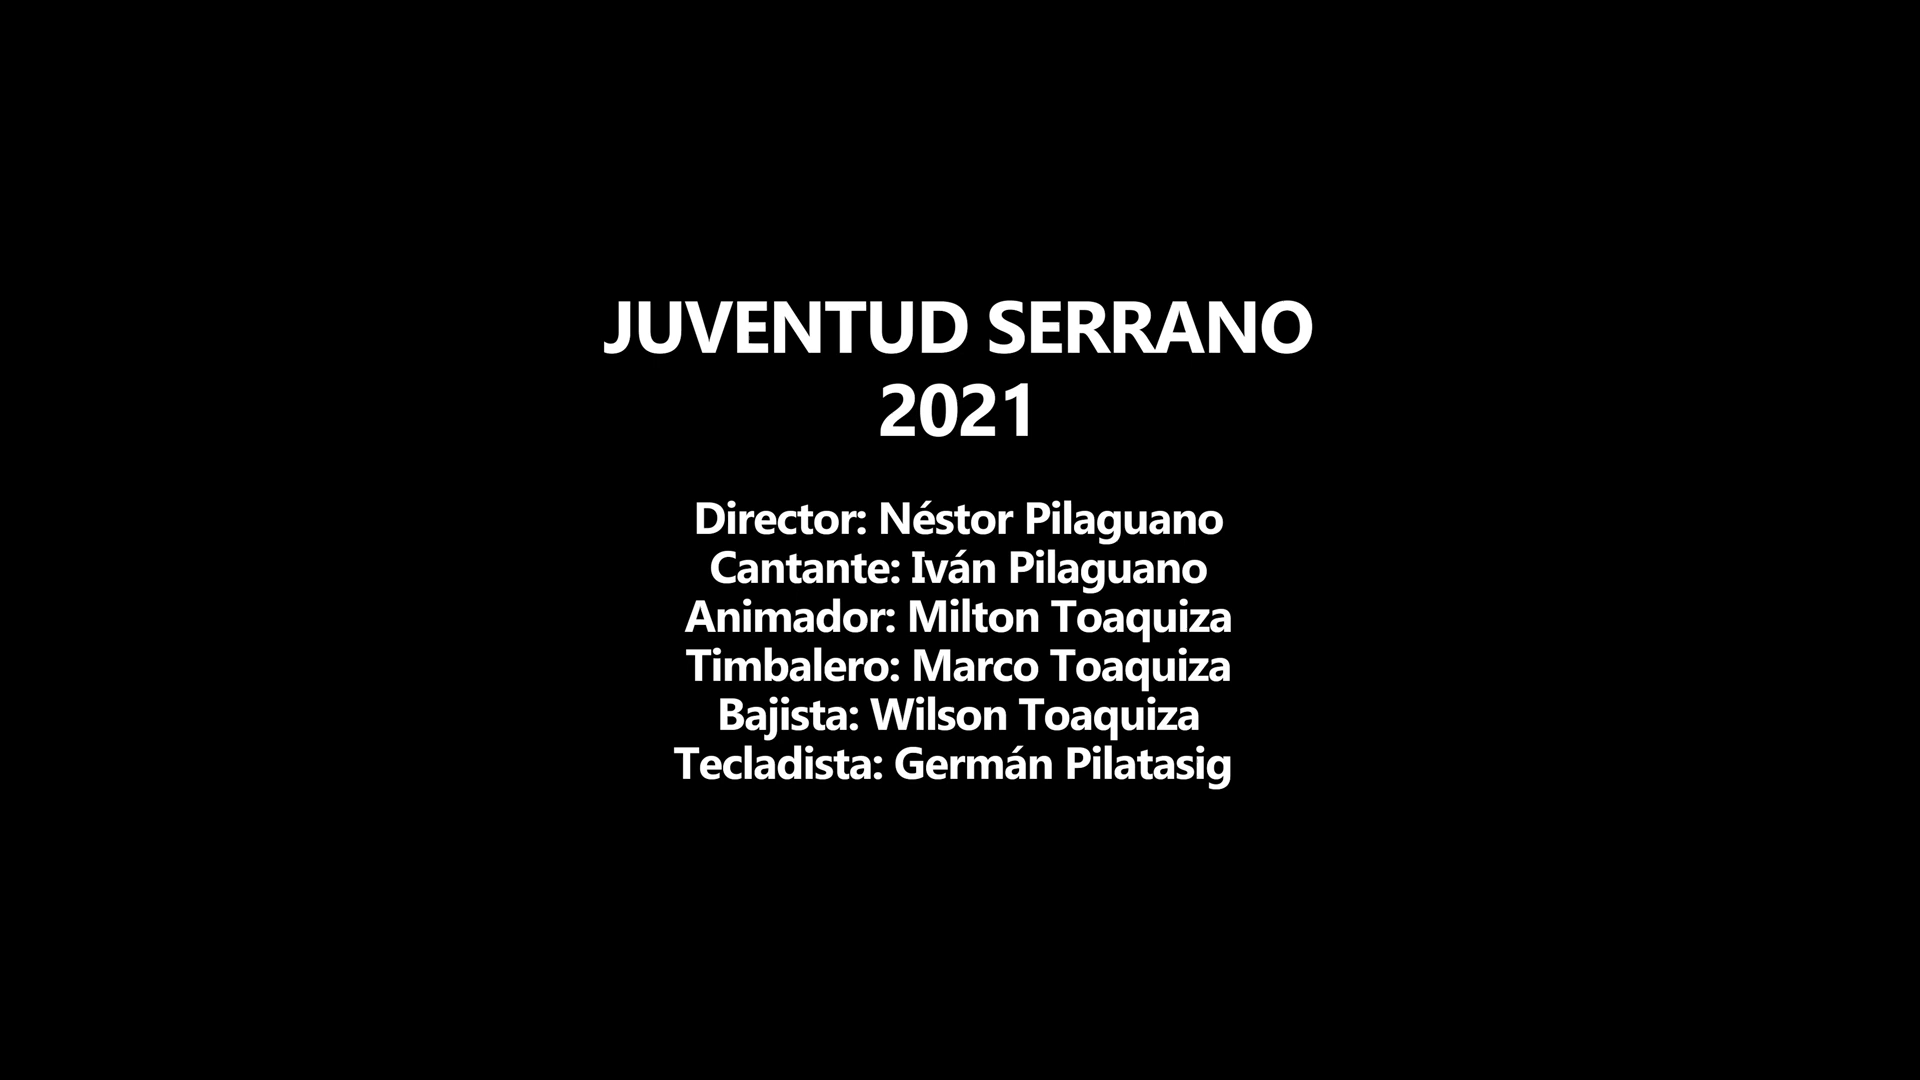 JUVENTUD SERRANO
2021
Director: Néstor Pilaguano
Cantante: Iván Pilaguano
Animador: Milton Toaquiza
Timbalero: Marco Toaquiza
Bajista: Wilson Toaquiza
Tecladista: Germán Pilatasig